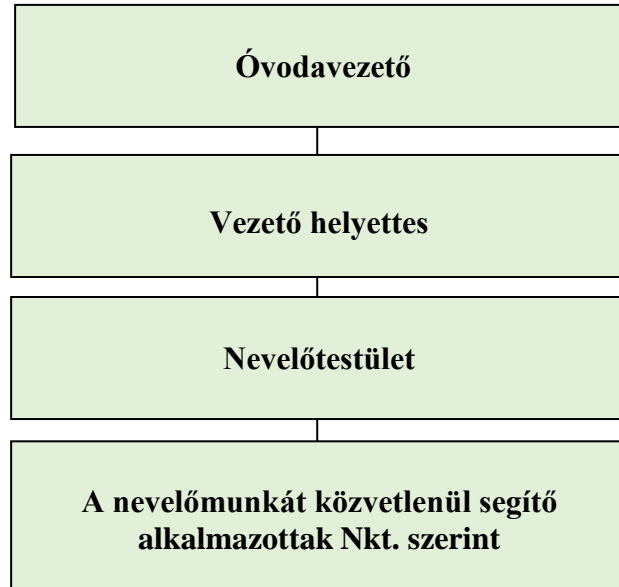 Óvodavezető
Vezető helyettes
Nevelőtestület
A nevelőmunkát közvetlenül segítő
alkalmazottak Nkt. szerint